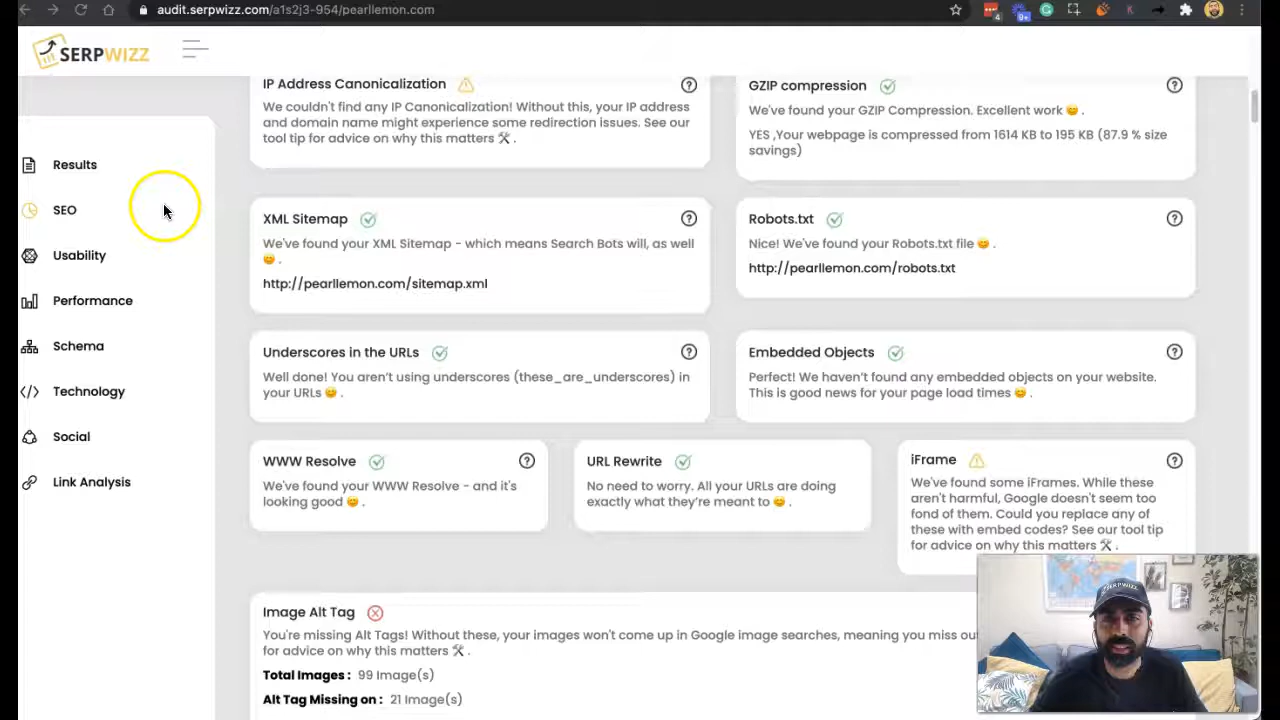 audit.serpwizz.com/a1s2j3-954/pearllemon.com
SERPWIZZ
Results
SEO
Usability
Performance
Schema
Technology
Social
Link Analysis
IP Address Canonicalization
We couldn't find any IP Canonicalization! Without this, your IP address
and domain name might experience some redirection issues. See our
tool tip for advice on why this matters 🛠 .
GZIP compression
We've found your GZIP Compression. Excellent work 😊 .
YES ,Your webpage is compressed from 1614 KB to 195 KB (87.9 % size
savings)
XML Sitemap
We've found your XML Sitemap - which means Search Bots will, as well
😊 .
http://pearllemon.com/sitemap.xml
Robots.txt
Nice! We've found your Robots.txt file 😊 .
http://pearllemon.com/robots.txt
Underscores in the URLs
Well done! You aren't using underscores (these_are_underscores) in
your URLs 😊 .
Embedded Objects
Perfect! We haven't found any embedded objects on your website.
This is good news for your page load times 😊 .
WWW Resolve
We've found your WWW Resolve - and it's
looking good 😊 .
URL Rewrite
No need to worry. All your URLs are doing
exactly what they're meant to 😊 .
iFrame
We've found some iFrames. While these
aren't harmful, Google doesn't seem too
fond of them. Could you replace any of
these with embed codes? See our tool tip
for advice on why this matters 🛠 .
Image Alt Tag
You're missing Alt Tags! Without these, your images won't come up in Google image searches, meaning you miss
for advice on why this matters 🛠 .
Total Images : 99 Image(s)
Alt Tag Missing on : 21 Image(s)
SERPWIZZ